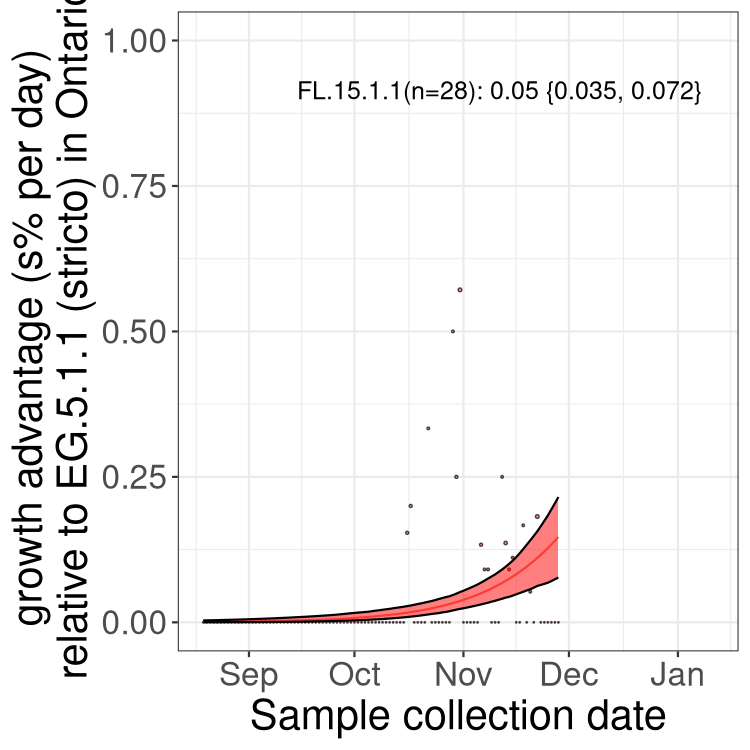 growth advantage (s% per day)
relative to EG.5.1.1 (stricto) in Ontario
1.00
0.75
0.50
0.25
0.00
FL.15.1.1(n=28): 0.05 {0.035, 0.072}
Sep Oct Nov Dec Jan
Sample collection date